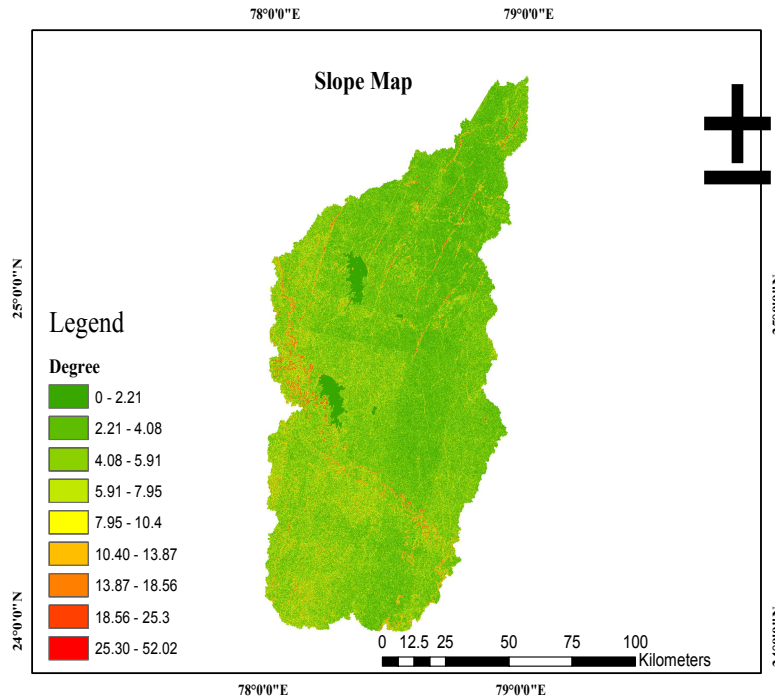 78°0'0"E 79°0'0"E
Slope Map
25°0'0"N
Legend
Degree
0 - 2.21
2.21 - 4.08
4.08 - 5.91
5.91 - 7.95
7.95 - 10.4
10.40 - 13.87
13.87 - 18.56
18.56 - 25.3
25.30 - 52.02
24°0'0"N
0 12.5 25 50 75 100
Kilometers
78°0'0"E 79°0'0"E